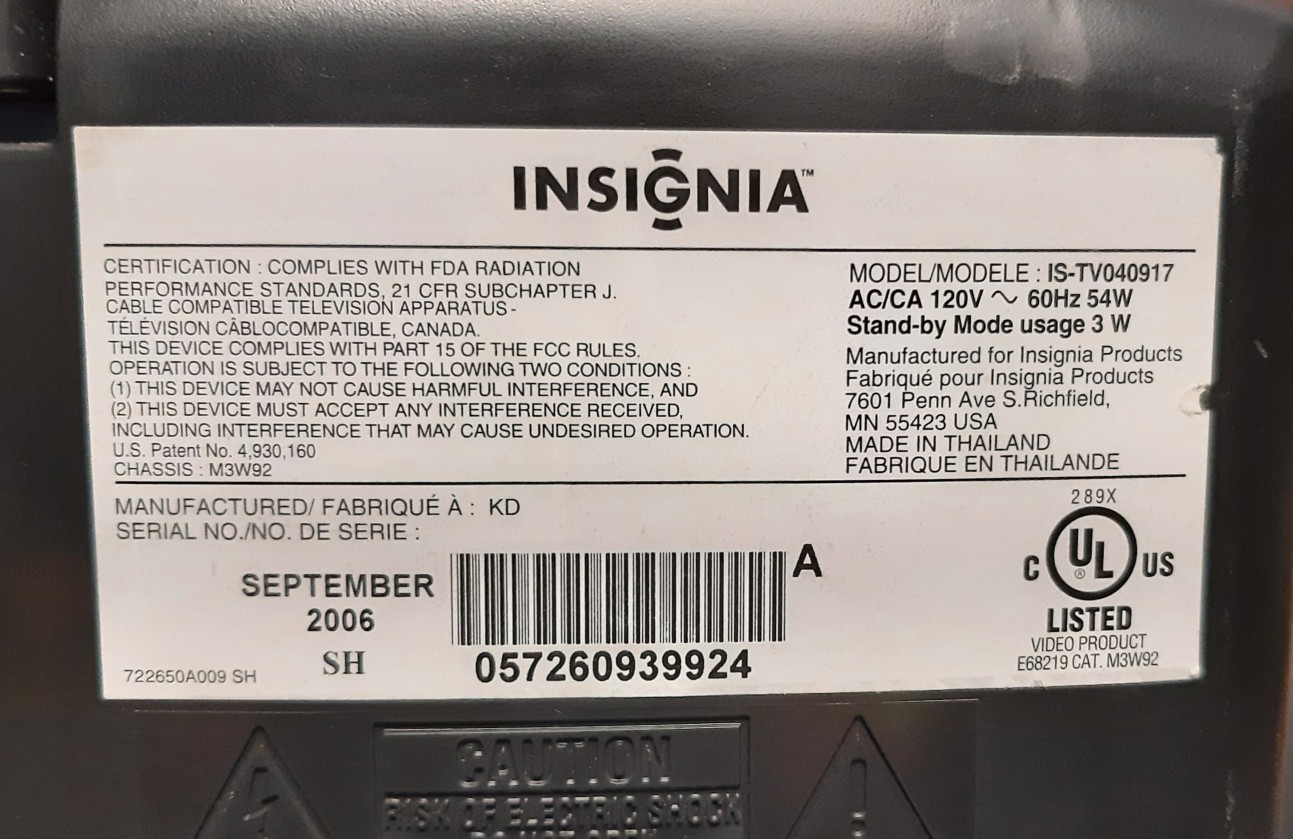 INSIGNIA™
CERTIFICATION : COMPLIES WITH FDA RADIATION
PERFORMANCE STANDARDS, 21 CFR SUBCHAPTER J.
CABLE COMPATIBLE TELEVISION APPARATUS -
TÉLÉVISION CÂBLOCOMPATIBLE, CANADA.
THIS DEVICE COMPLIES WITH PART 15 OF THE FCC RULES.
OPERATION IS SUBJECT TO THE FOLLOWING TWO CONDITIONS :
(1) THIS DEVICE MAY NOT CAUSE HARMFUL INTERFERENCE, AND
(2) THIS DEVICE MUST ACCEPT ANY INTERFERENCE RECEIVED,
INCLUDING INTERFERENCE THAT MAY CAUSE UNDESIRED OPERATION.
U.S. Patent No. 4,930,160
CHASSIS : M3W92
MODEL/MODELE : IS-TV040917
AC/CA 120V ~ 60Hz 54W
Stand-by Mode usage 3 W
Manufactured for Insignia Products
Fabriqué pour Insignia Products
7601 Penn Ave S.Richfield,
MN 55423 USA
MADE IN THAILAND
FABRIQUE EN THAILANDE
MANUFACTURED/ FABRIQUÉ À : KD
SERIAL NO./NO. DE SERIE :
SEPTEMBER
2006
SH
A
057260939924
722650A009 SH
289X
C UL® US
LISTED
VIDEO PRODUCT
E68219 CAT. M3W92
CAUTION
RISK OF ELECTRIC SHOCK
DO NOT OPEN